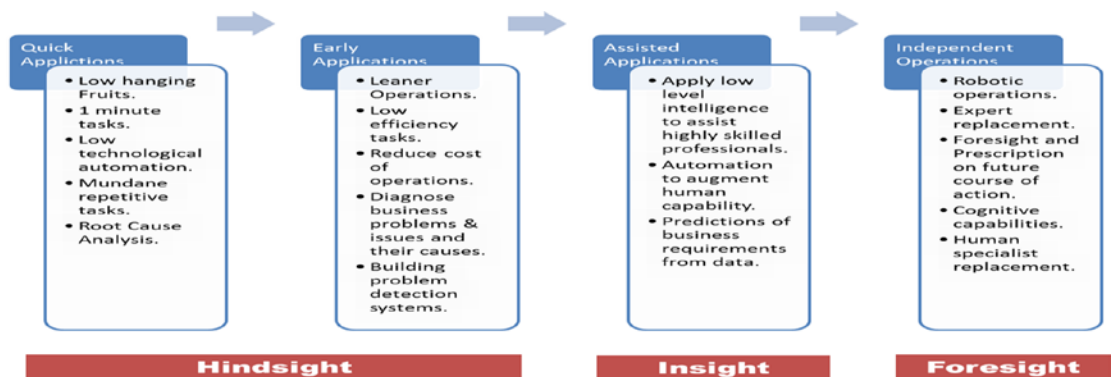 Quick
Applictions
• Low hanging
Fruits.
• 1 minute
tasks.
• Low
technological
automation.
• Mundane
repetitive
tasks.
• Root Cause
Analysis.
Early
Applications
• Leaner
Operations.
• Low
efficiency
tasks.
• Reduce cost
of
operations.
• Diagnose
business
problems &
issues and
their causes.
• Building
problem
detection
systems.
Assisted
Applications
• Apply low
level
intelligence
to assist
highly skilled
professionals.
• Automation
to augment
human
capability.
• Predictions of
business
requirements
from data.
Independent
Operations
• Robotic
operations.
• Expert
replacement.
• Foresight and
Prescription
on future
course of
action.
• Cognitive
capabilities.
• Human
specialist
replacement.
Hindsight
Insight
Foresight